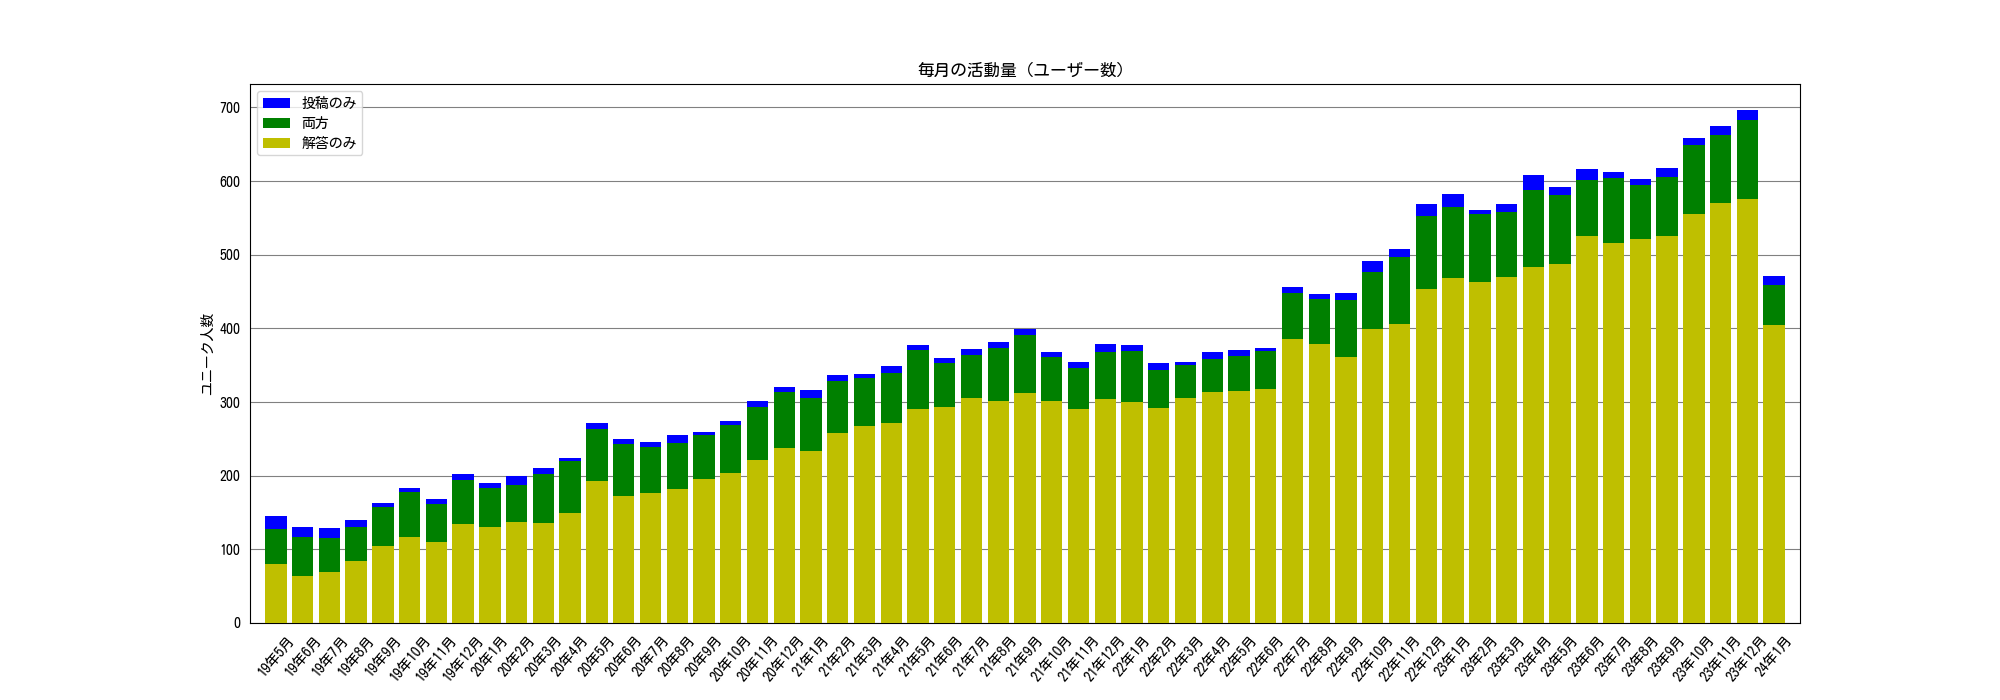 毎月の活動量（ユーザー数）
投稿のみ
両方
解答のみ
ユニーク人数
700
600
500
400
300
200
100
0
19年5月
19年6月
19年7月
19年8月
19年9月
19年10月
19年11月
19年12月
20年1月
20年2月
20年3月
20年4月
20年5月
20年6月
20年7月
20年8月
20年9月
20年10月
20年11月
20年12月
21年1月
21年2月
21年3月
21年4月
21年5月
21年6月
21年7月
21年8月
21年9月
21年10月
21年11月
21年12月
22年1月
22年2月
22年3月
22年4月
22年5月
22年6月
22年7月
22年8月
22年9月
22年10月
22年11月
22年12月
23年1月
23年2月
23年3月
23年4月
23年5月
23年6月
23年7月
23年8月
23年9月
23年10月
23年11月
23年12月
24年1月